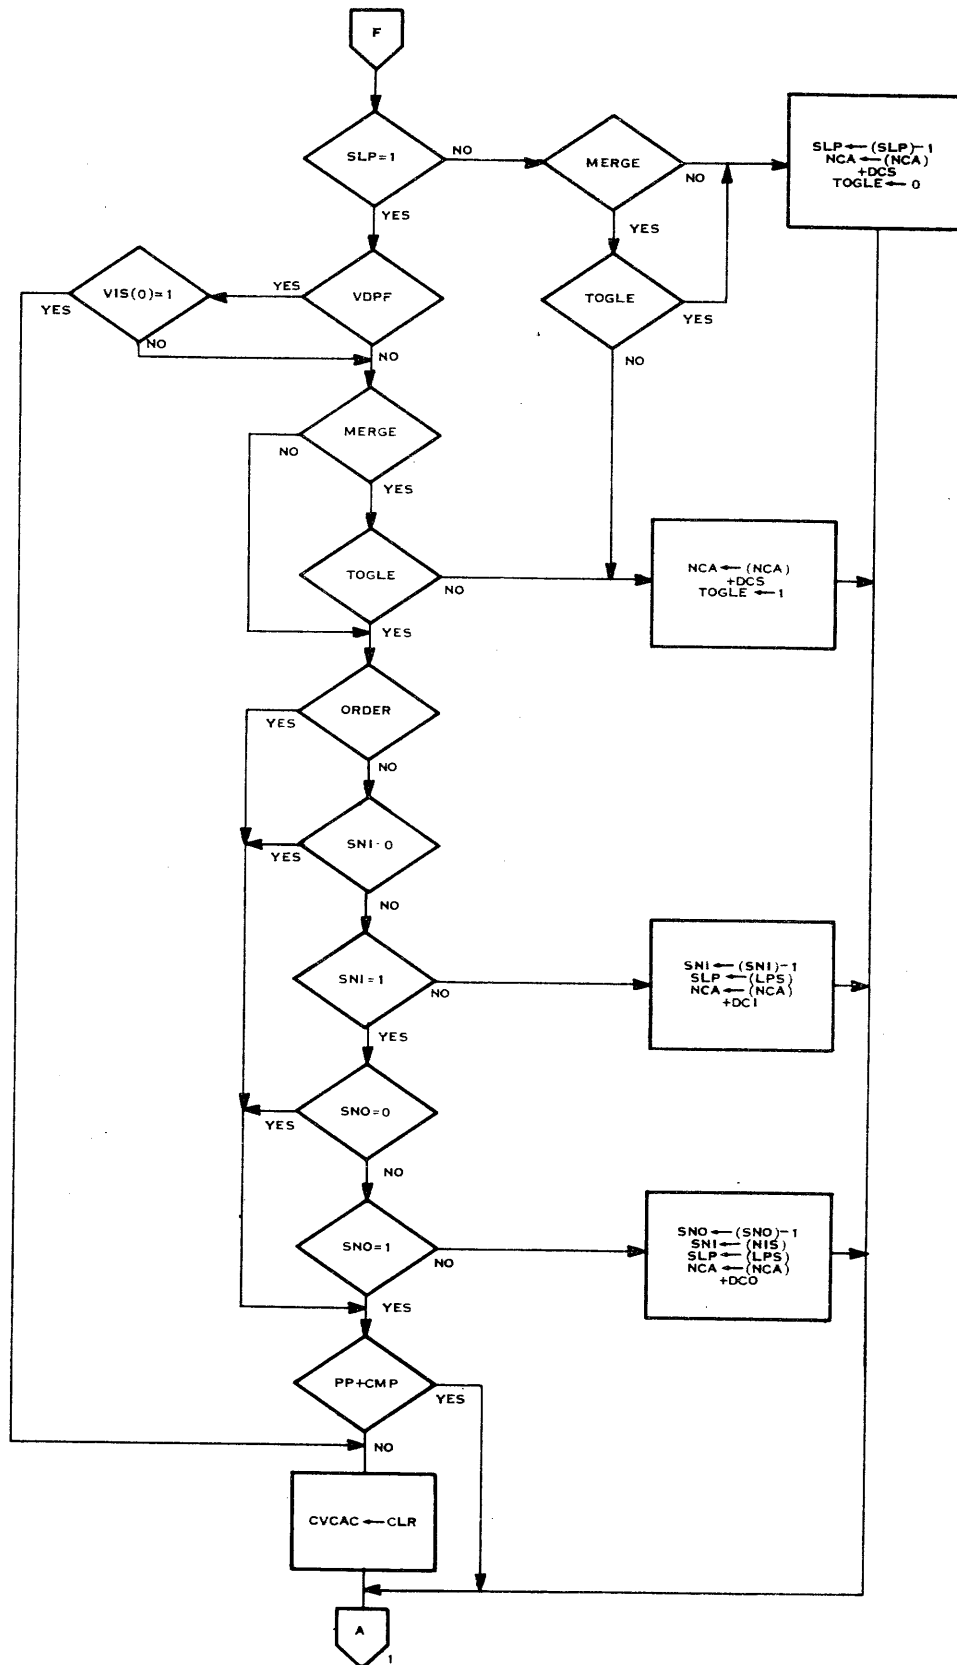 F
SLP=1
NO
YES
MERGE
NO
YES
SLP ← (SLP)-1
NCA ← (NCA)
+DCS
TOGLE ← 0
VIS(0)=1
YES
NO
VDPF
YES
NO
TOGLE
YES
NO
MERGE
NO
YES
TOGLE
NO
YES
NCA ← (NCA)
+DCS
TOGLE ← 1
ORDER
YES
NO
SNI-0
YES
NO
SNI=1
NO
YES
SNI ← (SNI)-1
SLP ← (LPS)
NCA ← (NCA)
+DCI
SNO=0
YES
NO
SNO=1
NO
YES
SNO ← (SNO)-1
SNI ← (NIS)
SLP ← (LPS)
NCA ← (NCA)
+DCO
PP+CMP
YES
NO
CVCAC ← CLR
A
1